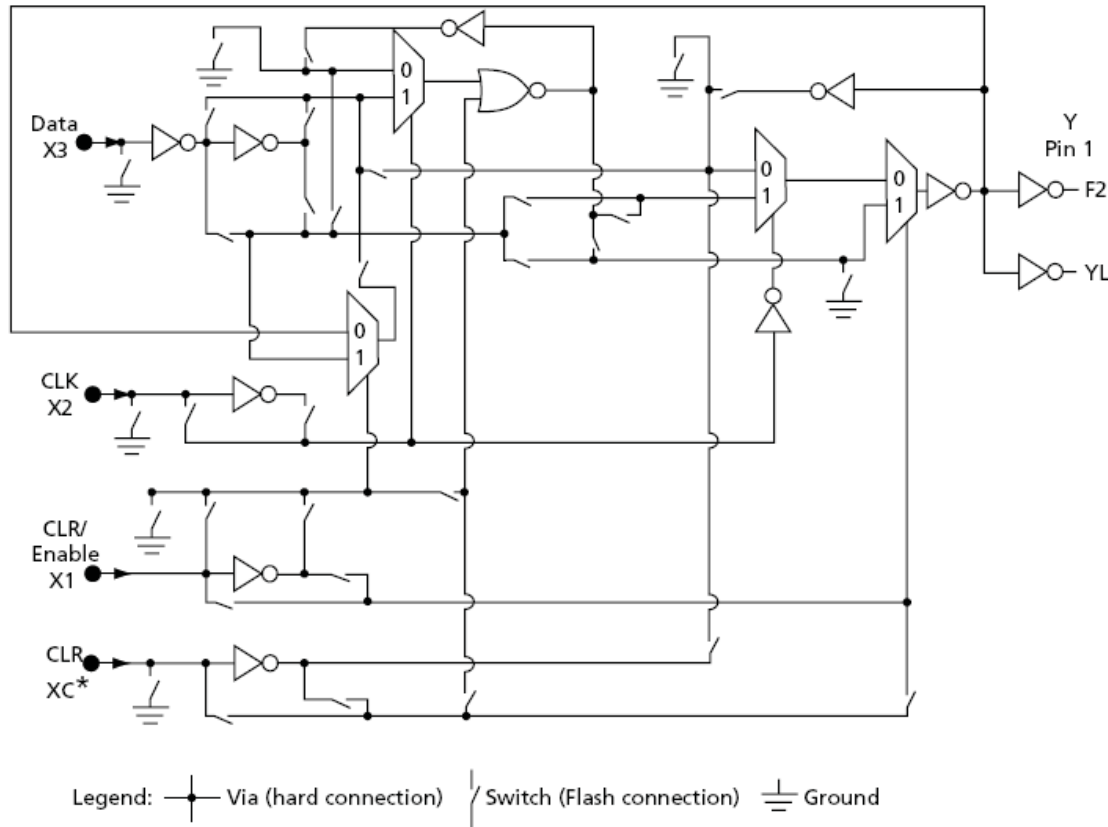 0
1
Data
X3
Y
Pin 1
0
1
0
1
F2
YL
0
1
CLK
X2
CLR/
Enable
X1
CLR
XC*
Legend: Via (hard connection) Switch (Flash connection) Ground